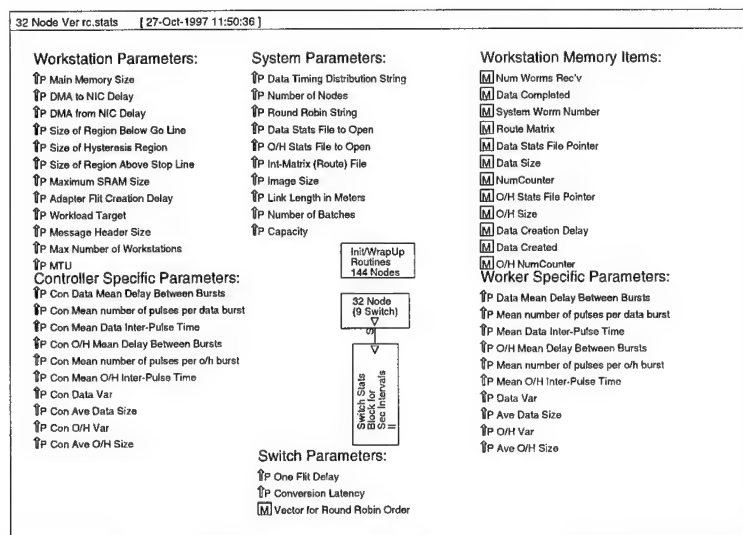 32 Node Ver rc.stats [ 27-Oct-1997 11:50:36 ]
Workstation Parameters:
⇑P Main Memory Size
⇑P DMA to NIC Delay
⇑P DMA from NIC Delay
⇑P Size of Region Below Go Line
⇑P Size of Hysteresis Region
⇑P Size of Region Above Stop Line
⇑P Maximum SRAM Size
⇑P Adapter Flit Creation Delay
⇑P Workload Target
⇑P Message Header Size
⇑P Max Number of Workstations
⇑P MTU
Controller Specific Parameters:
⇑P Con Data Mean Delay Between Bursts
⇑P Con Mean number of pulses per data burst
⇑P Con Mean Data Inter-Pulse Time
⇑P Con O/H Mean Delay Between Bursts
⇑P Con Mean number of pulses per o/h burst
⇑P Con Mean O/H Inter-Pulse Time
⇑P Con Data Var
⇑P Con Ave Data Size
⇑P Con O/H Var
⇑P Con Ave O/H Size
System Parameters:
⇑P Data Timing Distribution String
⇑P Number of Nodes
⇑P Round Robin String
⇑P Data Stats File to Open
⇑P O/H Stats File to Open
⇑P Int-Matrix (Route) File
⇑P Image Size
⇑P Link Length in Meters
⇑P Number of Batches
⇑P Capacity
Init/WrapUp
Routines
144 Nodes
32 Node
(9 Switch)
Switch Stats
Block for
Sec Intervals
II
Switch Parameters:
⇑P One Flit Delay
⇑P Conversion Latency
M Vector for Round Robin Order
Workstation Memory Items:
M Num Worms Rec'v
M Data Completed
M System Worm Number
M Route Matrix
M Data Stats File Pointer
M Data Size
M NumCounter
M O/H Stats File Pointer
M O/H Size
M Data Creation Delay
M Data Created
M O/H NumCounter
Worker Specific Parameters:
⇑P Data Mean Delay Between Bursts
⇑P Mean number of pulses per data burst
⇑P Mean Data Inter-Pulse Time
⇑P O/H Mean Delay Between Bursts
⇑P Mean number of pulses per o/h burst
⇑P Mean O/H Inter-Pulse Time
⇑P Data Var
⇑P Ave Data Size
⇑P O/H Var
⇑P Ave O/H Size